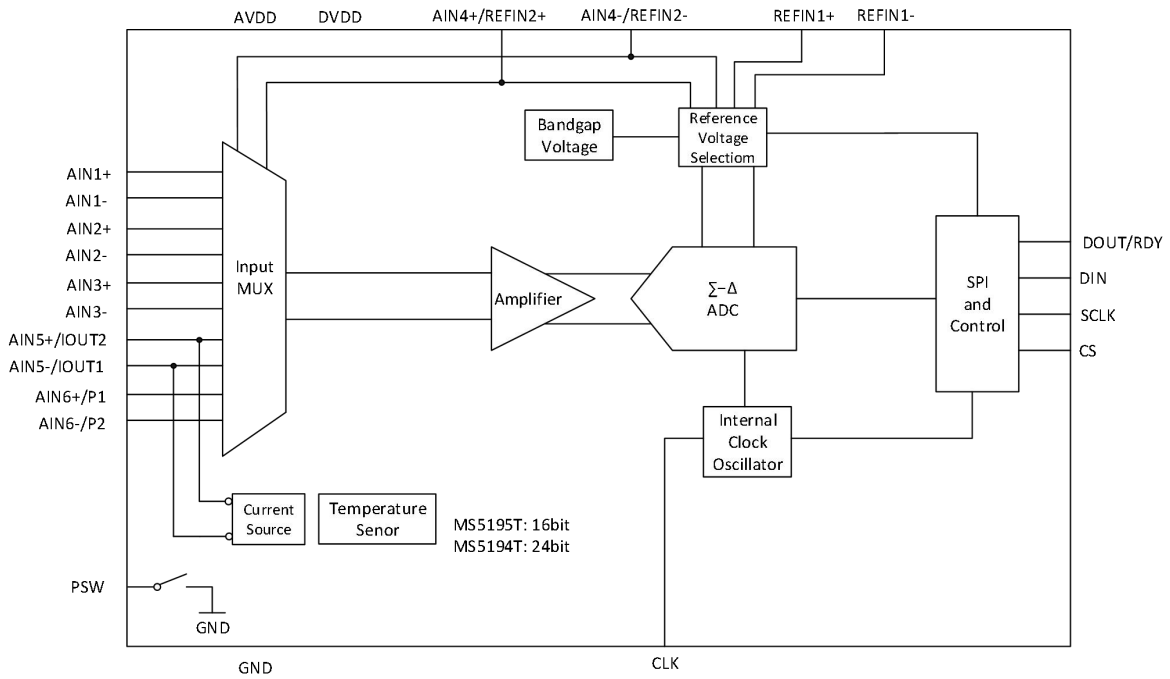 AVDD DVDD AIN4+/REFIN2+ AIN4-/REFIN2- REFIN1+ REFIN1-
Bandgap
Voltage
Reference
Voltage
Selectiom
AIN1+
AIN1-
AIN2+
AIN2-
AIN3+
AIN3-
AIN5+/IOUT2
AIN5-/IOUT1
AIN6+/P1
AIN6-/P2
Input
MUX
Amplifier
∑−Δ
ADC
SPI
and
Control
DOUT/RDY
DIN
SCLK
CS
Internal
Clock
Oscillator
Current
Source
Temperature
Senor
MS5195T: 16bit
MS5194T: 24bit
PSW
GND
GND
CLK